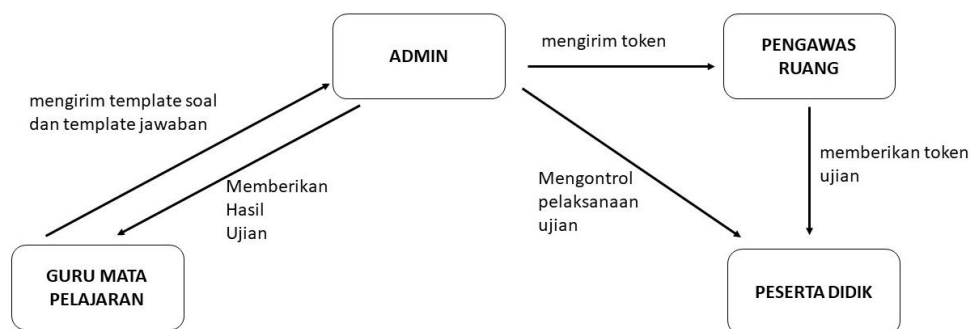 ADMIN
mengirim token
PENGAWAS
RUANG
mengirim template soal
dan template jawaban
Memberikan
Hasil
Ujian
Mengontrol
pelaksanaan
ujian
memberikan token
ujian
GURU MATA
PELAJARAN
PESERTA DIDIK